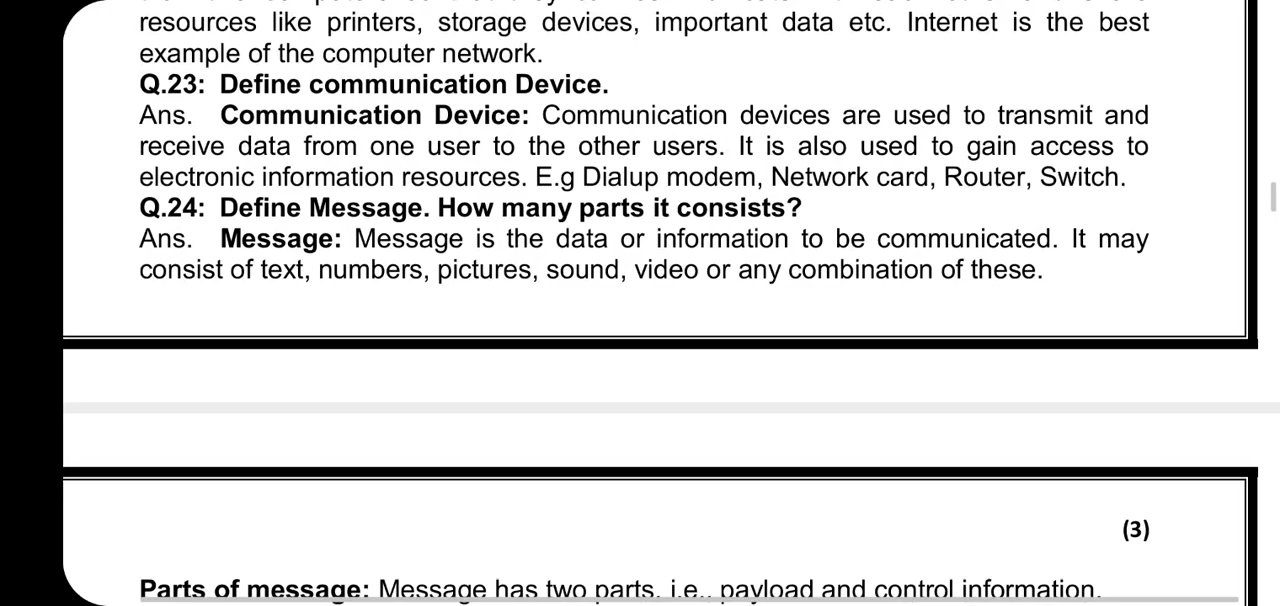 resources like printers, storage devices, important data etc. Internet is the best
example of the computer network.
Q.23: Define communication Device.
Ans. Communication Device: Communication devices are used to transmit and
receive data from one user to the other users. It is also used to gain access to
electronic information resources. E.g Dialup modem, Network card, Router, Switch.
Q.24: Define Message. How many parts it consists?
Ans. Message: Message is the data or information to be communicated. It may
consist of text, numbers, pictures, sound, video or any combination of these.
(3)
Parts of message: Message has two parts, i.e., payload and control information.